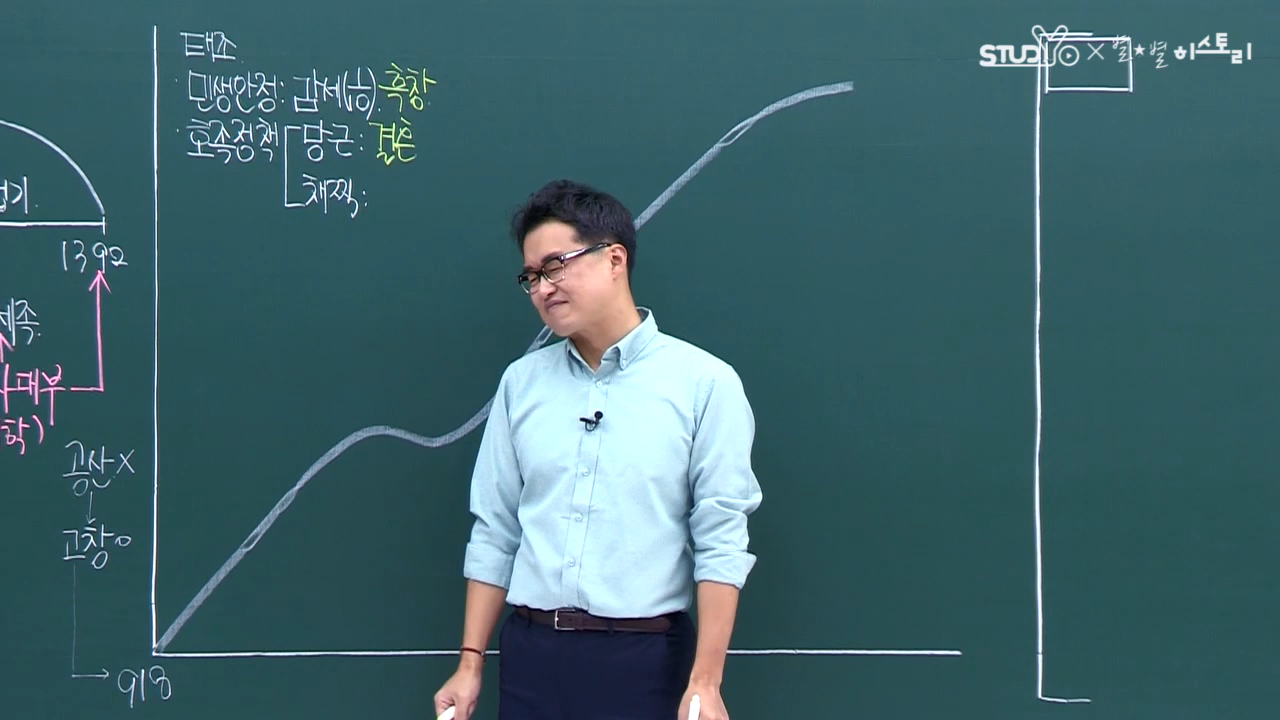 태조
· 민생안정: 감세(1/10). 흑창
· 호족정책 당근: 결혼
채찍:
1392
공산 X
고창 o
918
STUDIO X 별★별 히스토리